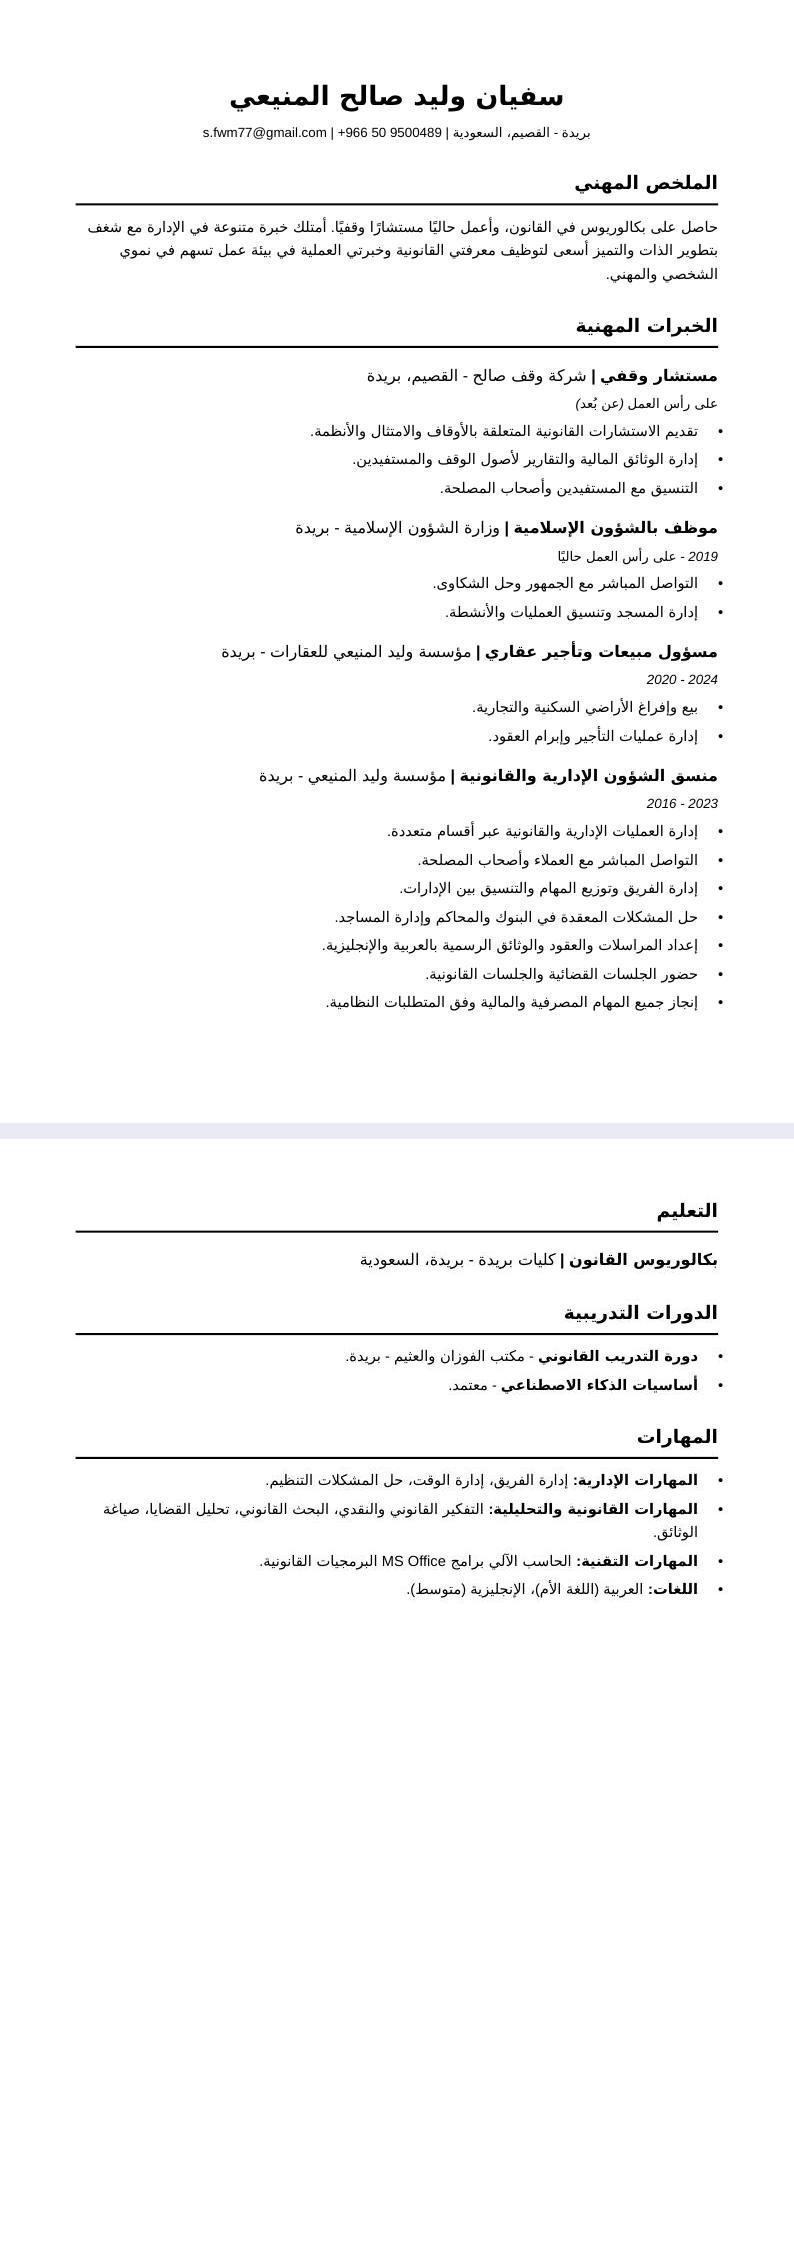 سفيان وليد صالح المنيعي
بريدة - القصيم، السعودية | s.fwm77@gmail.com | +966 50 9500489
الملخص المهني
حاصل على بكالوريوس في القانون، وأعمل حاليًا مستشارًا وقفيًا. أمتلك خبرة متنوعة في الإدارة مع شغف
بتطوير الذات والتميز أسعى لتوظيف معرفتي القانونية وخبرتي العملية في بيئة عمل تسهم في نموي
الشخصي والمهني.
الخبرات المهنية
مستشار وقفي | شركة وقف صالح - القصيم، بريدة
على رأس العمل (عن بُعد)
• تقديم الاستشارات القانونية المتعلقة بالأوقاف والامتثال والأنظمة.
• إدارة الوثائق المالية والتقارير لأصول الوقف والمستفيدين.
• التنسيق مع المستفيدين وأصحاب المصلحة.
موظف بالشؤون الإسلامية | وزارة الشؤون الإسلامية - بريدة
2019 - على رأس العمل حاليًا
• التواصل المباشر مع الجمهور وحل الشكاوى.
• إدارة المسجد وتنسيق العمليات والأنشطة.
مسؤول مبيعات وتأجير عقاري | مؤسسة وليد المنيعي للعقارات - بريدة
2020 - 2024
• بيع وإفراغ الأراضي السكنية والتجارية.
• إدارة عمليات التأجير وإبرام العقود.
منسق الشؤون الإدارية والقانونية | مؤسسة وليد المنيعي - بريدة
2016 - 2023
• إدارة العمليات الإدارية والقانونية عبر أقسام متعددة.
• التواصل المباشر مع العملاء وأصحاب المصلحة.
• إدارة الفريق وتوزيع المهام والتنسيق بين الإدارات.
• حل المشكلات المعقدة في البنوك والمحاكم وإدارة المساجد.
• إعداد المراسلات والعقود والوثائق الرسمية بالعربية والإنجليزية.
• حضور الجلسات القضائية والجلسات القانونية.
• إنجاز جميع المهام المصرفية والمالية وفق المتطلبات النظامية.
التعليم
بكالوريوس القانون | كليات بريدة - بريدة، السعودية
الدورات التدريبية
• دورة التدريب القانوني - مكتب الفوزان والعثيم - بريدة.
• أساسيات الذكاء الاصطناعي - معتمد.
المهارات
• المهارات الإدارية: إدارة الفريق، إدارة الوقت، حل المشكلات التنظيم.
• المهارات القانونية والتحليلية: التفكير القانوني والنقدي، البحث القانوني، تحليل القضايا، صياغة
الوثائق.
• المهارات التقنية: الحاسب الآلي برامج MS Office البرمجيات القانونية.
• اللغات: العربية (اللغة الأم)، الإنجليزية (متوسط).